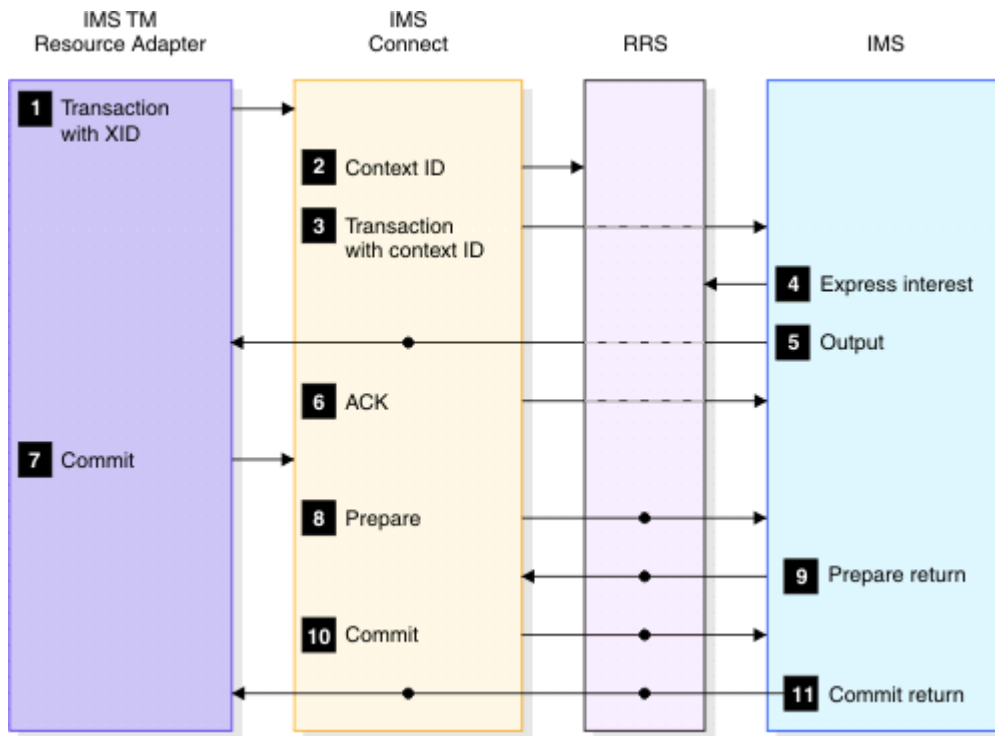 IMS TM
Resource Adapter
IMS
Connect
RRS
IMS
1 Transaction
with XID
2 Context ID
3 Transaction
with context ID
4 Express interest
5 Output
6 ACK
7 Commit
8 Prepare
9 Prepare return
10 Commit
11 Commit return